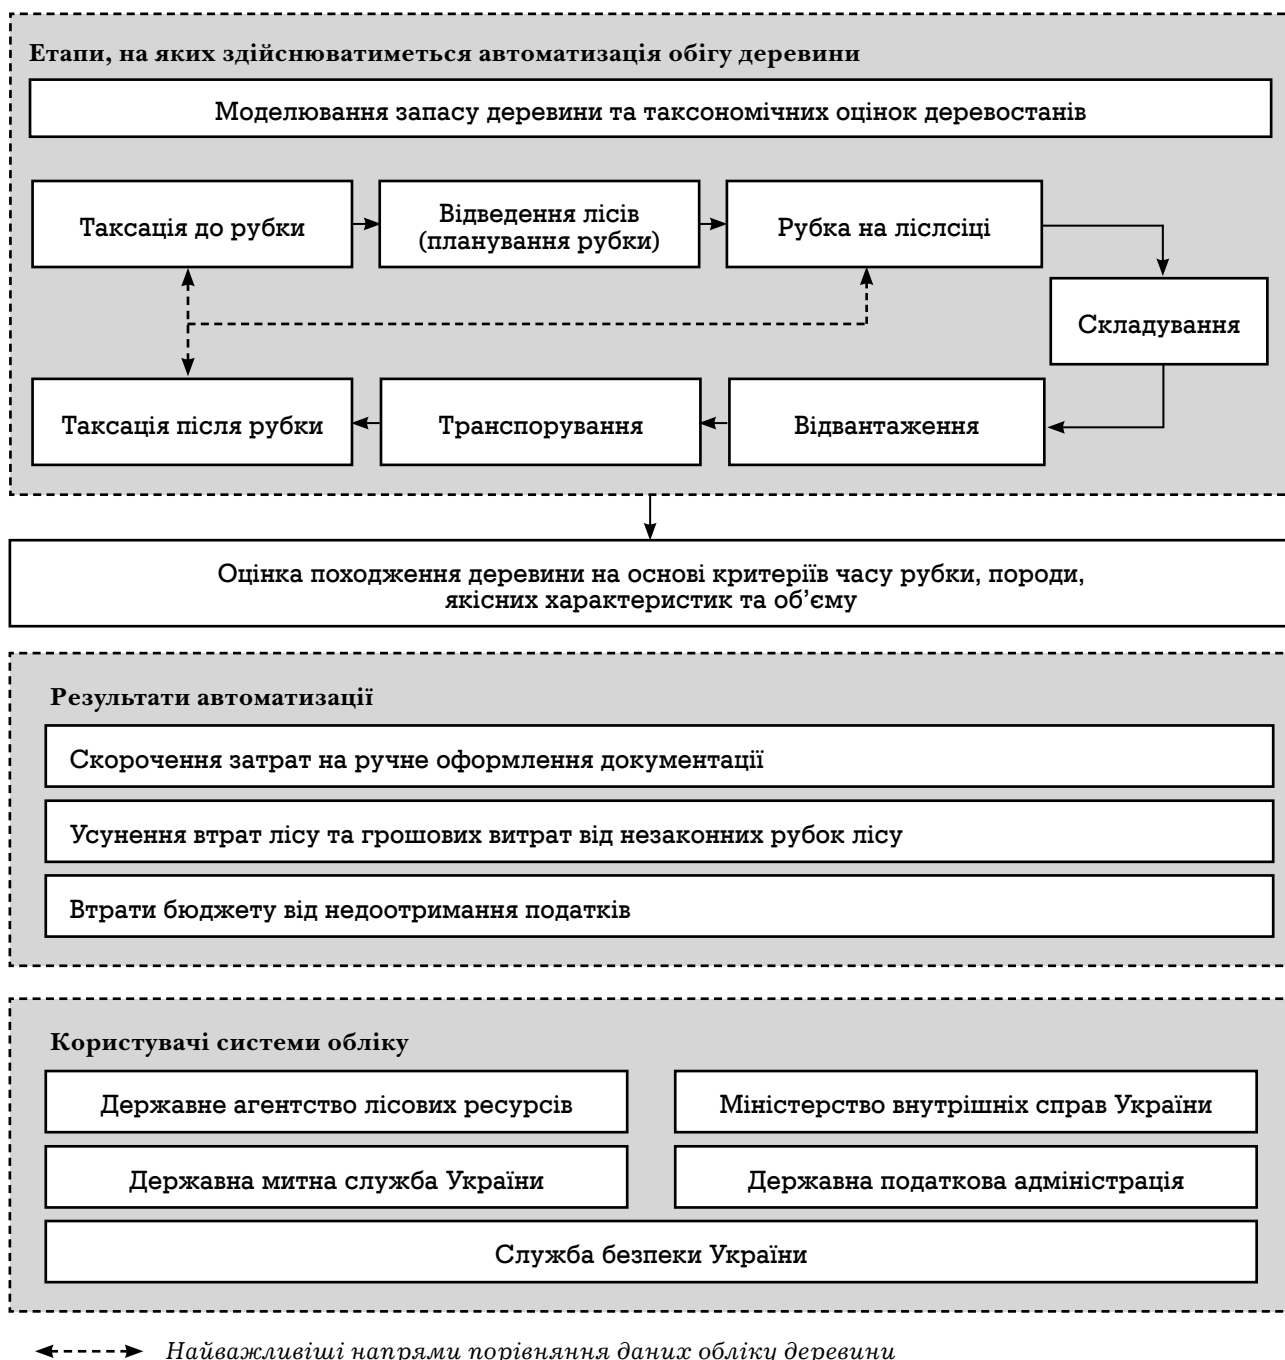 Етапи, на яких здійснюватиметься автоматизація обігу деревини
Моделювання запасу деревини та таксономічних оцінок деревостанів
Таксація до рубки
Відведення лісів
(планування рубки)
Рубка на ліслсіці
Складування
Таксація після рубки
Транспорування
Відвантаження
Оцінка походження деревини на основі критеріїв часу рубки, породи,
якісних характеристик та об’єму
Результати автоматизації
Скорочення затрат на ручне оформлення документації
Усунення втрат лісу та грошових витрат від незаконних рубок лісу
Втрати бюджету від недоотримання податків
Користувачі системи обліку
Державне агентство лісових ресурсів
Міністерство внутрішніх справ України
Державна митна служба України
Державна податкова адміністрація
Служба безпеки України
Найважливіші напрями порівняння даних обліку деревини